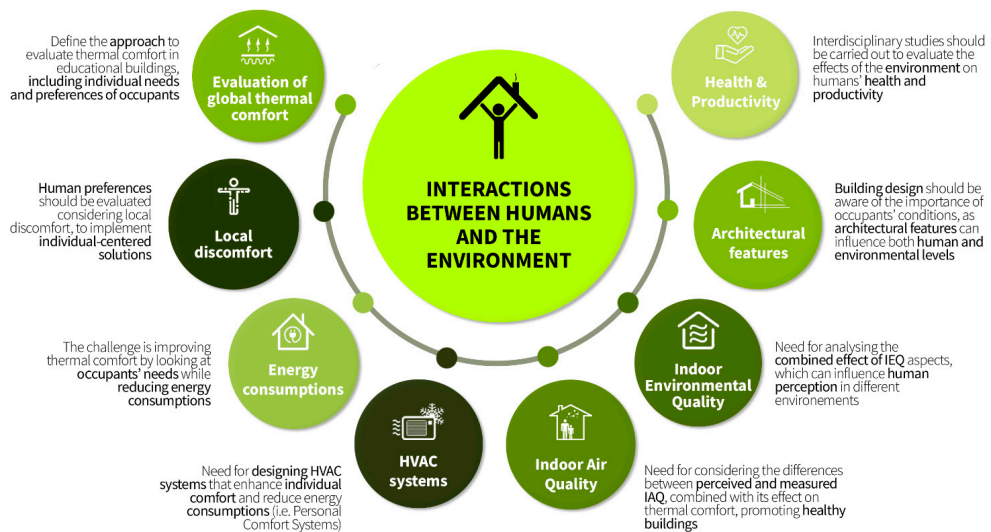 INTERACTIONS
BETWEEN HUMANS
AND THE
ENVIRONMENT
Define the approach to
evaluate thermal comfort in
educational buildings,
including individual needs
and preferences of occupants
Evaluation of
global thermal
comfort
Human preferences
should be evaluated
considering local
discomfort, to implement
individual-centered
solutions
Local
discomfort
The challenge is improving
thermal comfort by looking at
occupants' needs while
reducing energy
consumptions
Energy
consumptions
Need for designing HVAC
systems that enhance individual
comfort and reduce energy
consumptions (i.e. Personal
Comfort Systems)
HVAC
systems
Indoor Air
Quality
Need for considering the differences
between perceived and measured
IAQ, combined with its effect on
thermal comfort, promoting healthy
buildings
Indoor
Environmental
Quality
Need for analysing the
combined effect of IEQ aspects,
which can influence human
perception in different
environements
Architectural
features
Building design should be
aware of the importance of
occupants' conditions, as
architectural features can
influence both human and
environmental levels
Health &
Productivity
Interdisciplinary studies should
be carried out to evaluate the
effects of the environment on
humans' health and
productivity